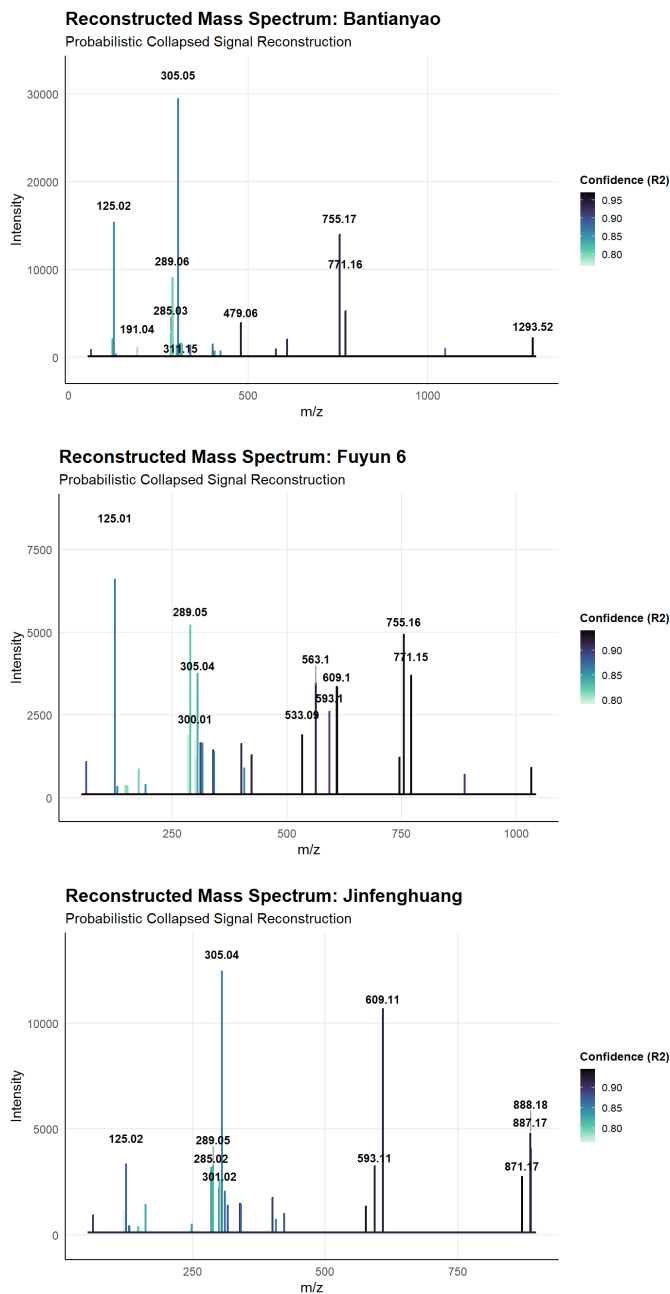 Reconstructed Mass Spectrum: Bantianyao
Probabilistic Collapsed Signal Reconstruction
305.05
30000
Confidence (R2)
0.95
0.90
0.85
0.80
20000
125.02
755.17
289.06
771.16
10000
285.03
479.06
191.04
1293.52
311.15
0
0 500 1000
Intensity
m/z
Reconstructed Mass Spectrum: Fuyun 6
Probabilistic Collapsed Signal Reconstruction
125.01
7500
Confidence (R2)
0.90
0.85
0.80
289.05
755.16
5000
305.04
563.1
771.15
609.1
593.1
300.01
533.09
2500
0
250 500 750 1000
Intensity
m/z
Reconstructed Mass Spectrum: Jinfenghuang
Probabilistic Collapsed Signal Reconstruction
305.04
609.11
10000
Confidence (R2)
0.90
0.85
0.80
888.18
887.17
5000
125.02
289.05
285.02
593.11
301.02
871.17
0
250 500 750
Intensity
m/z